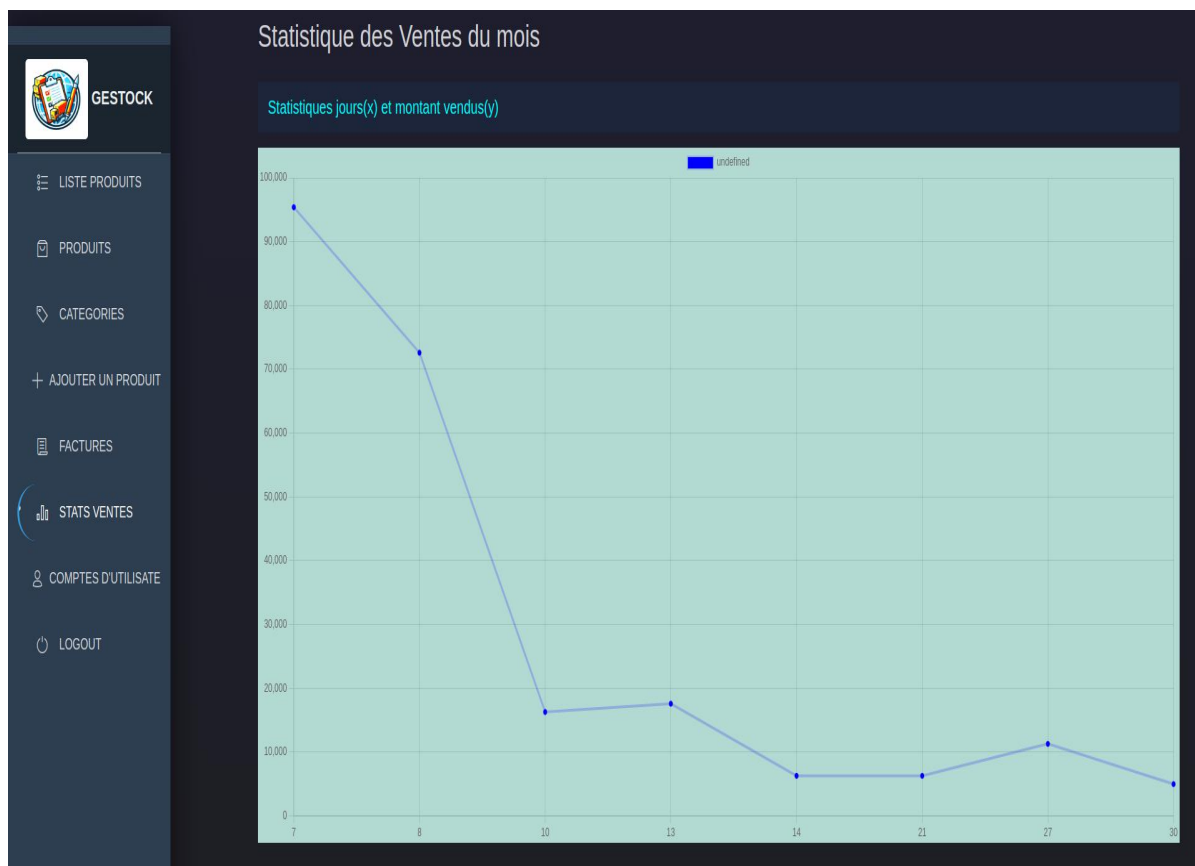 Statistique des Ventes du mois
GESTOCK
Statistiques jours(x) et montant vendus(y)
LISTE PRODUITS
PRODUITS
CATEGORIES
AJOUTER UN PRODUIT
FACTURES
STATS VENTES
COMPTES D'UTILISATE
LOGOUT
undefined
100,000
90,000
80,000
70,000
60,000
50,000
40,000
30,000
20,000
10,000
0
7 8 10 13 14 21 27 30